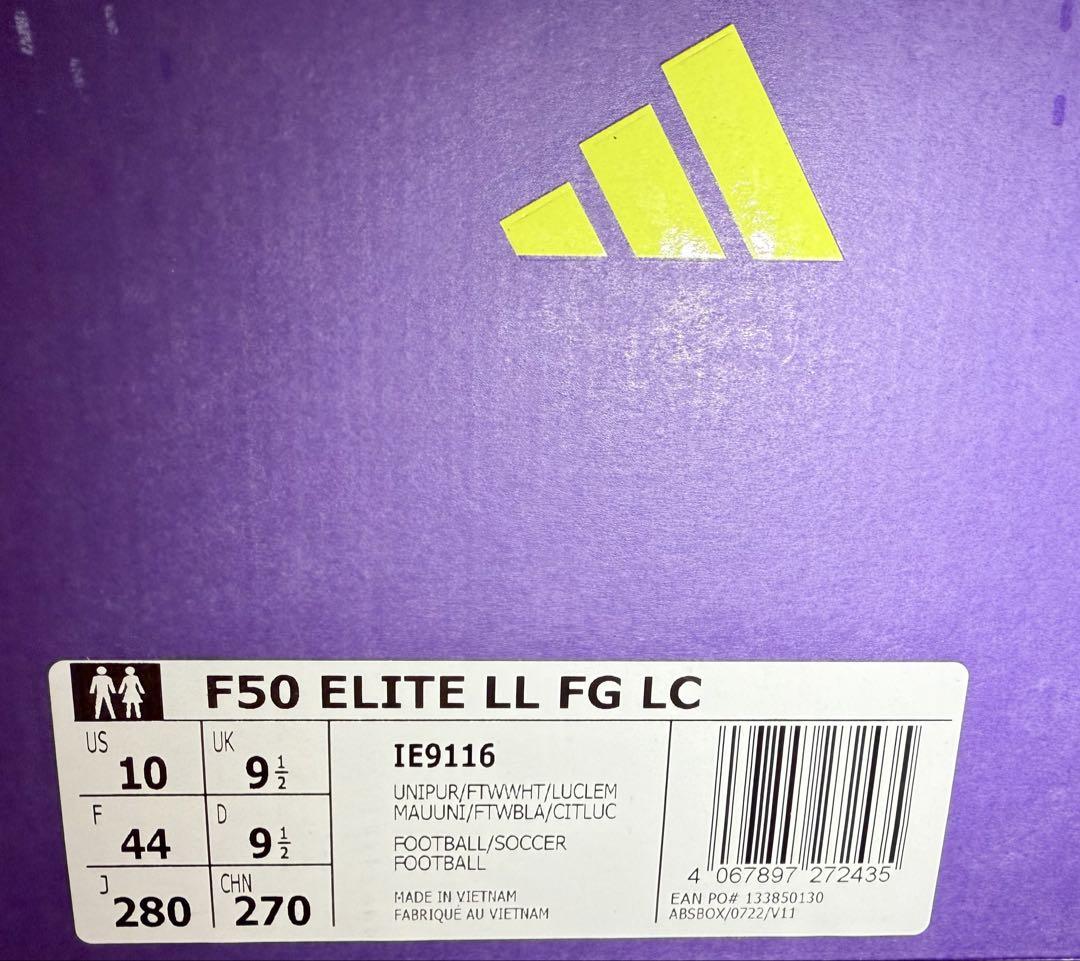 F50 ELITE LL FG LC
US 10
UK 9 1/2
F 44
D 9 1/2
J 280
CHN 270
IE9116
UNIPUR/FTWWHT/LUCLEM
MAUUNI/FTWBLA/CITLUC
FOOTBALL/SOCCER
FOOTBALL
MADE IN VIETNAM
FABRIQUÉ AU VIETNAM
4 067897 272435
EAN PO# 133850130
ABSBOX/0722/V11